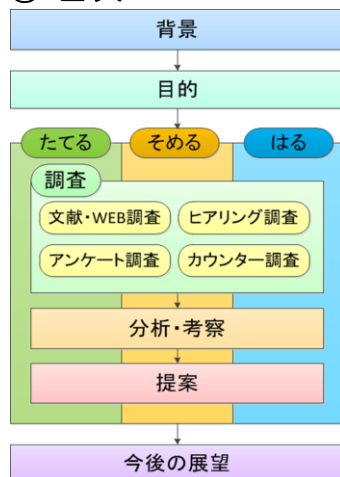 背景
目的
たてる そめる はる
調査
文献・WEB調査 ヒアリング調査
アンケート調査 カウンター調査
分析・考察
提案
今後の展望